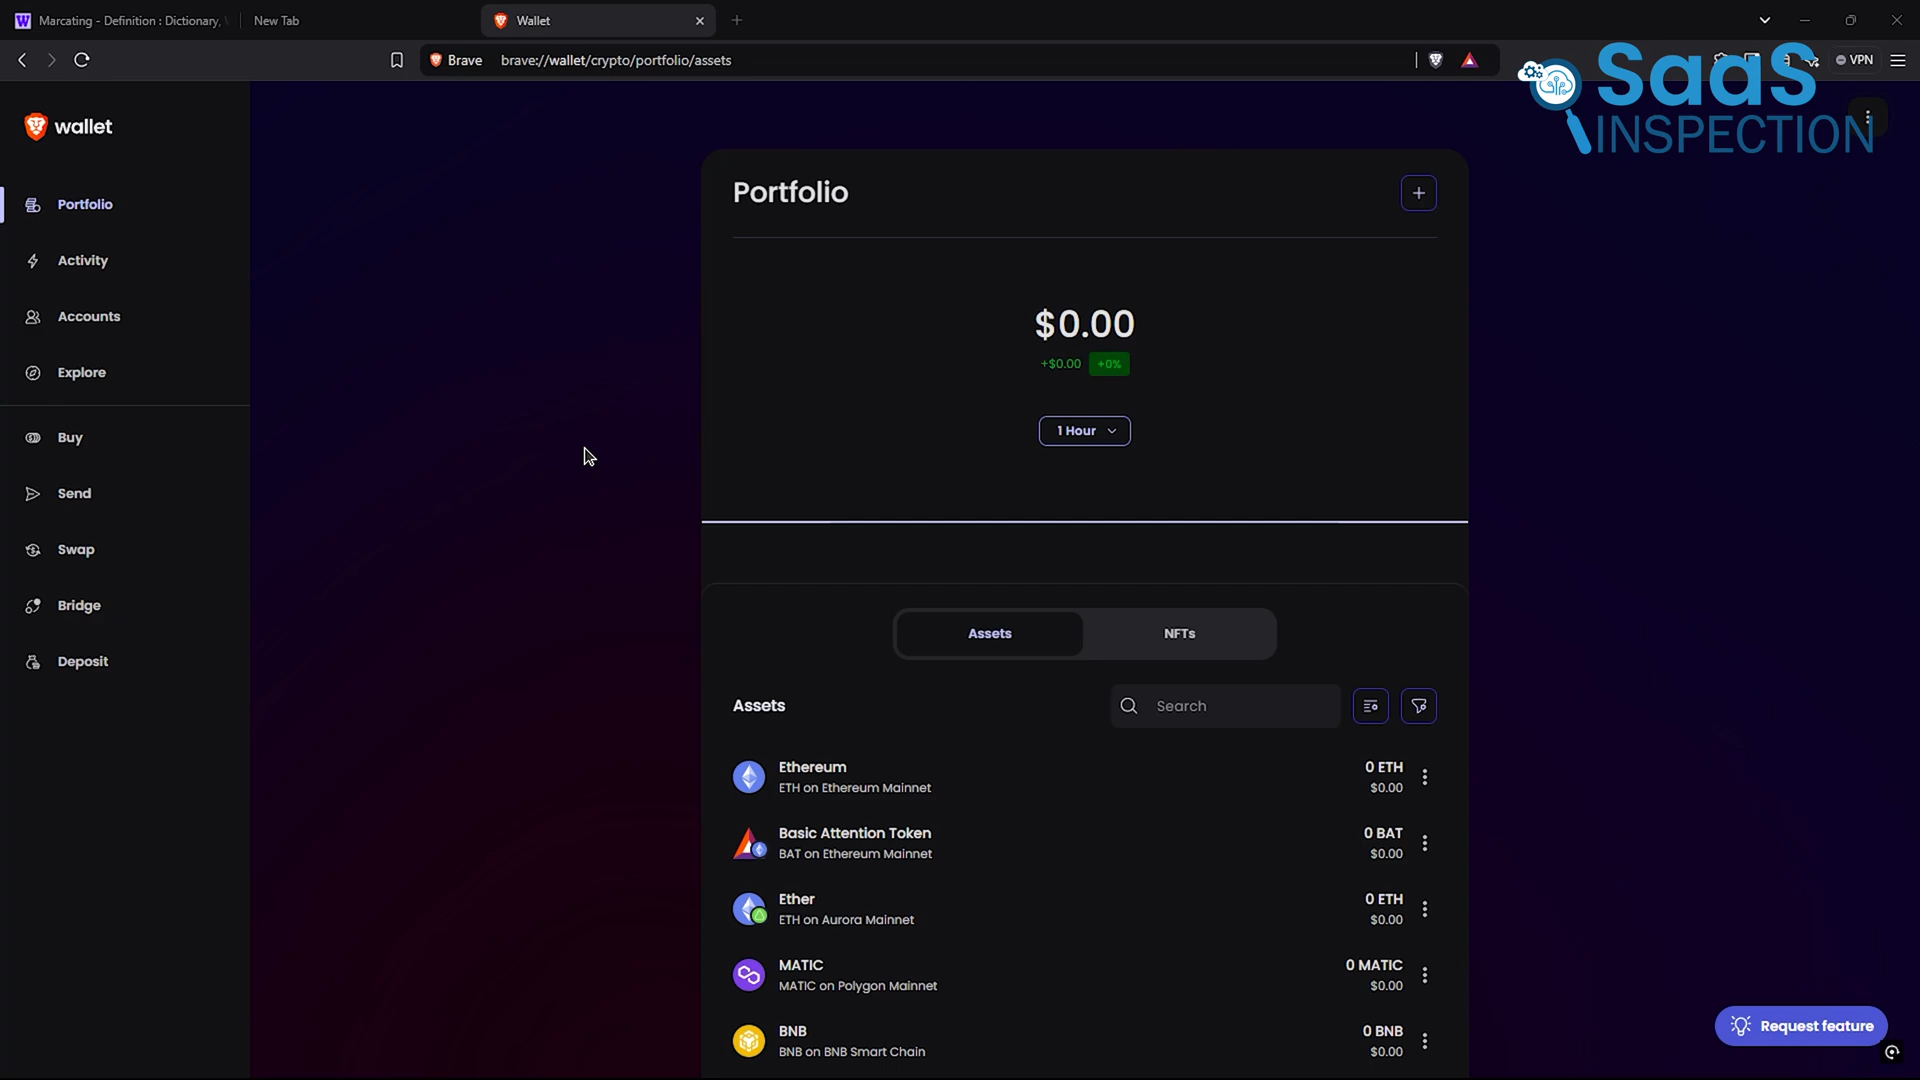 Marcating - Definition : Dictionary,
New Tab
Wallet
Brave
brave://wallet/crypto/portfolio/assets
VPN
SaaS
INSPECTION
wallet
Portfolio
Activity
Accounts
Explore
Buy
Send
Swap
Bridge
Deposit
Portfolio
$0.00
+$0.00 +0%
1 Hour
Assets
NFTs
Assets
Search
Ethereum
0 ETH
ETH on Ethereum Mainnet
$0.00
Basic Attention Token
0 BAT
BAT on Ethereum Mainnet
$0.00
Ether
0 ETH
ETH on Aurora Mainnet
$0.00
MATIC
0 MATIC
MATIC on Polygon Mainnet
$0.00
BNB
0 BNB
BNB on BNB Smart Chain
$0.00
Request feature